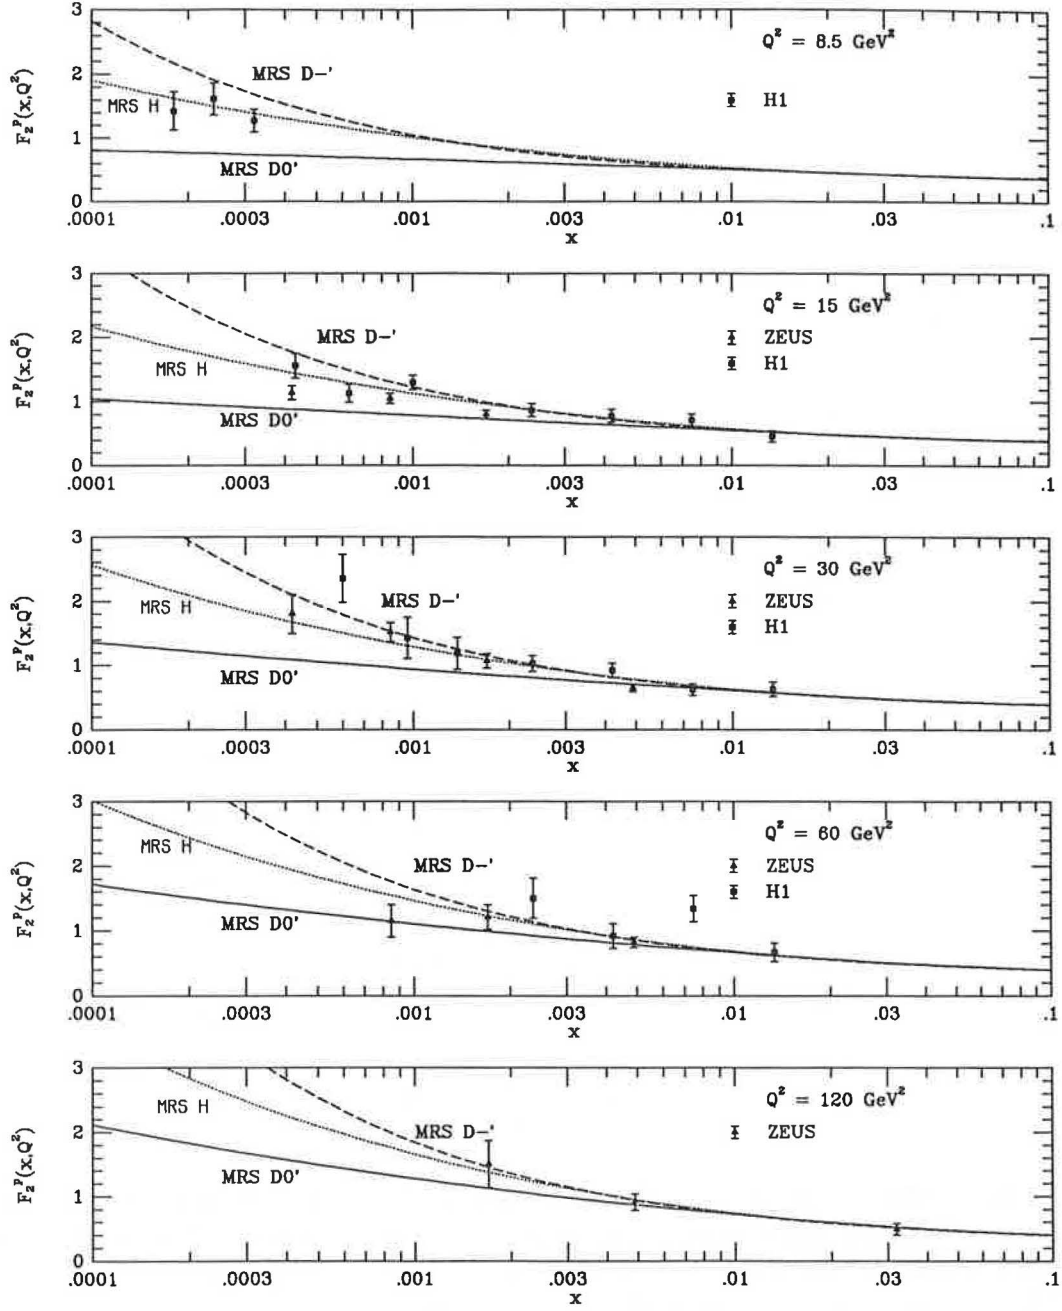 3
2
1
0
F₂ᴾ(x,Q²)
Q² = 8.5 GeV²
H1
MRS D-'
MRS H
MRS D0'
.0001 .0003 .001 .003 .01 .03 .1
x
3
2
1
0
F₂ᴾ(x,Q²)
Q² = 15 GeV²
ZEUS
H1
MRS D-'
MRS H
MRS D0'
.0001 .0003 .001 .003 .01 .03 .1
x
3
2
1
0
F₂ᴾ(x,Q²)
Q² = 30 GeV²
ZEUS
H1
MRS D-'
MRS H
MRS D0'
.0001 .0003 .001 .003 .01 .03 .1
x
3
2
1
0
F₂ᴾ(x,Q²)
Q² = 60 GeV²
ZEUS
H1
MRS H
MRS D-'
MRS D0'
.0001 .0003 .001 .003 .01 .03 .1
x
3
2
1
0
F₂ᴾ(x,Q²)
Q² = 120 GeV²
ZEUS
MRS H
MRS D-'
MRS D0'
.0001 .0003 .001 .003 .01 .03 .1
x